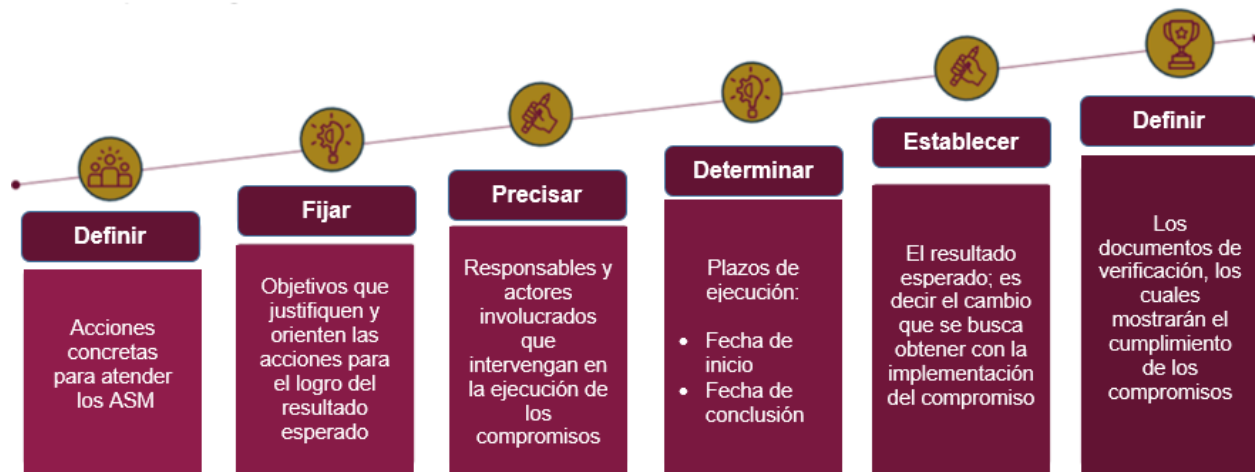 Definir
Acciones
concretas
para atender
los ASM
Fijar
Objetivos que
justifiquen y
orienten las
acciones para
el logro del
resultado
esperado
Precisar
Responsables y
actores
involucrados
que
intervengan en
la ejecución de
los
compromisos
Determinar
Plazos de
ejecución:
• Fecha de
inicio
• Fecha de
conclusión
Establecer
El resultado
esperado; es
decir el cambio
que se busca
obtener con la
implementación
del compromiso
Definir
Los
documentos de
verificación, los
cuales
mostrarán el
cumplimiento
de los
compromisos